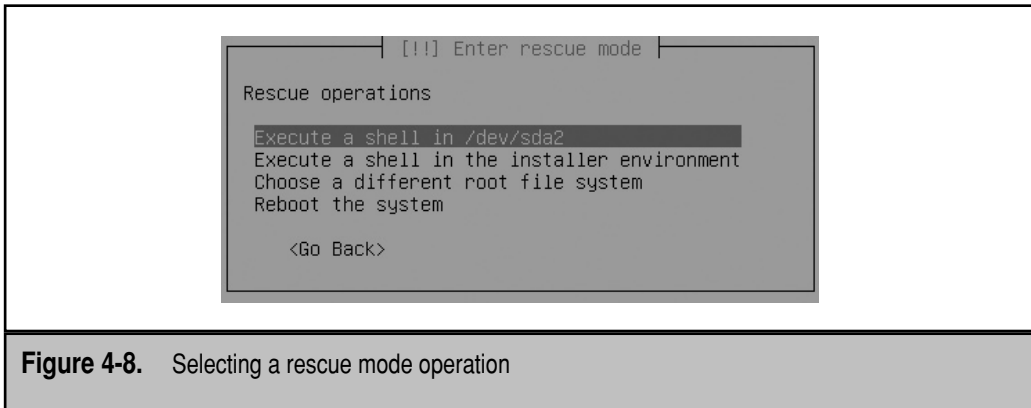 [!!] Enter rescue mode
Rescue operations
Execute a shell in /dev/sda2
Execute a shell in the installer environment
Choose a different root file system
Reboot the system
<Go Back>
Figure 4-8. Selecting a rescue mode operation